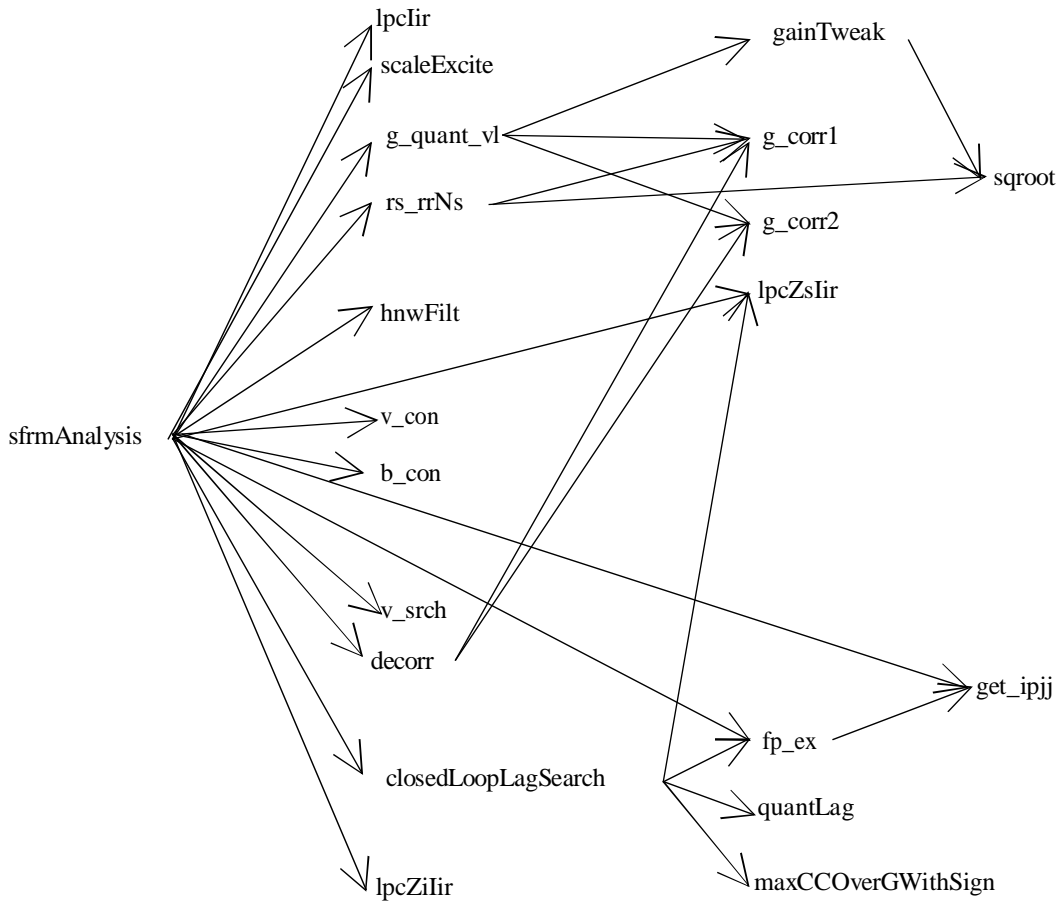 lpcIir
gainTweak
scaleExcite
g_quant_vl
g_corr1
sqroot
rs_rrNs
g_corr2
lpcZsIir
hnwFilt
v_con
sfrmAnalysis
b_con
v_srch
decorr
get_ipjj
fp_ex
closedLoopLagSearch
quantLag
lpcZiIir
maxCCOverGWithSign